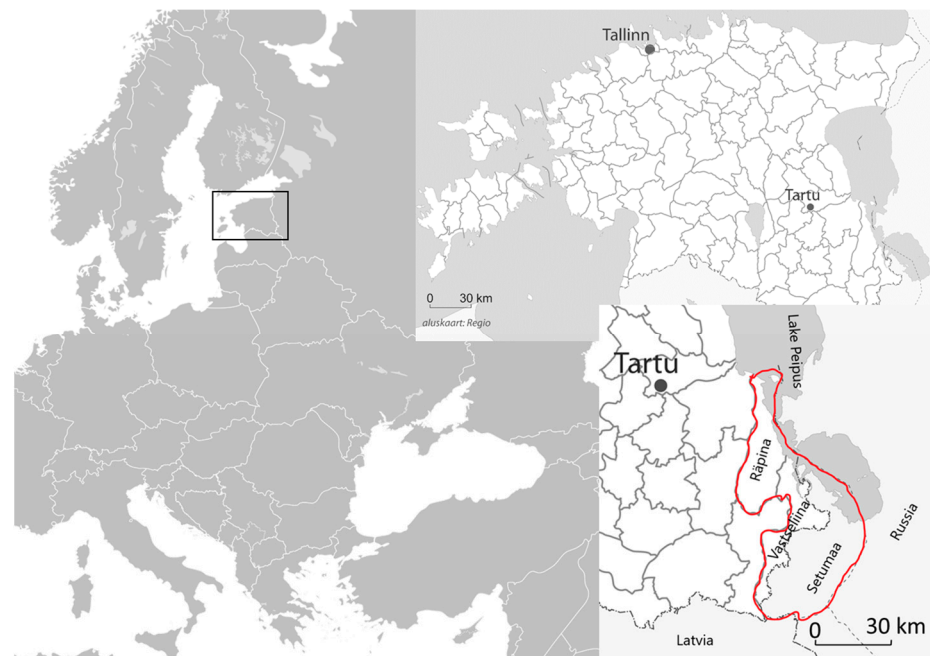 Tallinn
Tartu
0 30 km
aluskaart: Regio
Lake Peipus
Tartu
Räpina
Vastseliina
Setumaa
Russia
Latvia
0 30 km